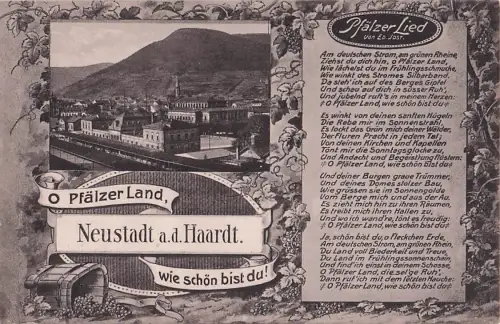 Pfälzer Lied
von Ed. Jost.
Am deutschen Strom, am grünen Rheine,
Ziehst du dich hin, o Pfälzer Land,
Wie lächelst du im Frühlingsschmucke,
Wie winkt des Stromes Silberband.
Da steh' ich auf des Berges Gipfel
Und schau auf dich in süsser Ruh',
Und jubelnd ruft's in meinem Herzen:
O Pfälzer Land, wie schön bist du!
Es winkt von deinen sanften Hügeln
Die Rebe mir im Sonnenstrahl,
Es lockt das Grün mich deiner Wälder,
Der Fluren Pracht in jedem Tal;
Von deinen Kirchen und Kapellen
Tönt mir die Sonntagsglocke zu,
Und Andacht und Begeistrung flüstern:
O Pfälzer Land, wie schön bist du!
Und deiner Burgen graue Trümmer,
Und deines Domes stolzer Bau,
Wie grüssen sie im Sonnengolde
Vom Berge mich und aus der Au.
Es zieht mich hin zu ihren Räumen,
Es treibt mich ihren Hallen zu,
Und wo ich wand're, tönt es freudig:
O Pfälzer Land, wie schön bist du!
Ja, schön bist du, o Fleckchen Erde,
Am deutschen Strom, am grünen Rhein,
Du Land voll Biederkeit und Treue,
Du Land im Frühlingssonnenschein,
Und find' ich einst in deinem Schosse,
O Pfälzer Land, die sel'ge Ruh',
Dann ruf ich mit dem letzten Hauche:
O Pfälzer Land, wie schön bist du!
O Pfälzer Land,
Neustadt a.d. Haardt.
wie schön bist du!